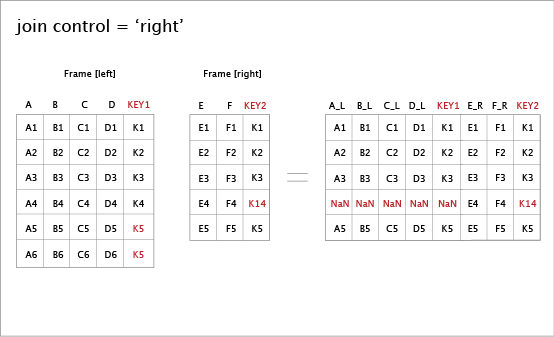 join control = ‘right’
Frame [left] Frame [right]
A B C D KEY1 E F KEY2 A_L B_L C_L D_L KEY1 E_R F_R KEY2
A1 B1 C1 D1 K1 E1 F1 K1 A1 B1 C1 D1 K1 E1 F1 K1
A2 B2 C2 D2 K2 E2 F2 K2 A2 B2 C2 D2 K2 E2 F2 K2
A3 B3 C3 D3 K3 E3 F3 K3 A3 B3 C3 D3 K3 E3 F3 K3
A4 B4 C4 D4 K4 E4 F4 K14 NaN NaN NaN NaN NaN E4 F4 K14
A5 B5 C5 D5 K5 E5 F5 K5 A5 B5 C5 D5 K5 E5 F5 K5
A6 B6 C6 D6 K5